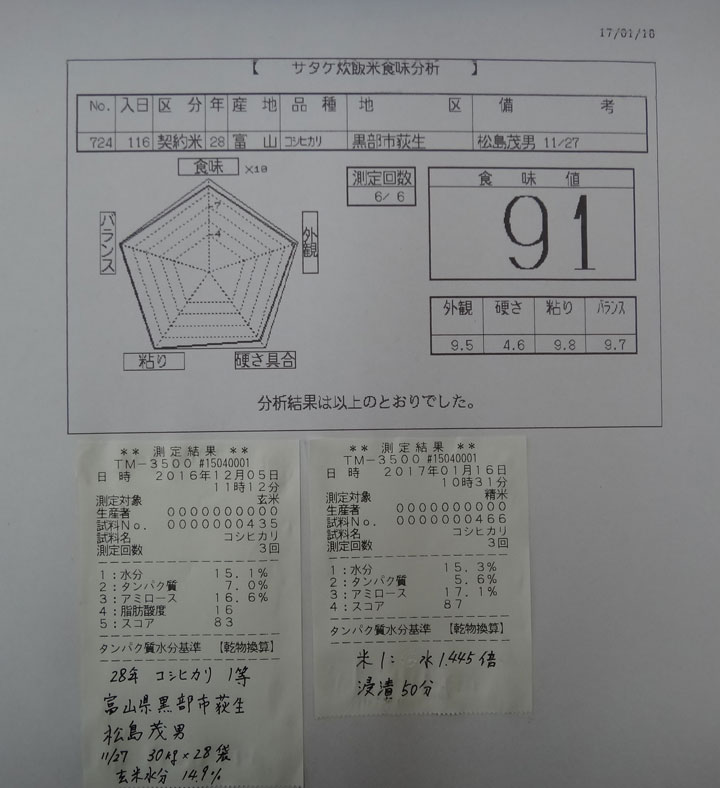 17/01/16
【 サタケ炊飯米食味分析 】
No. 入日 区分 年 産地 品種 地区 備考
724 116 契約米 28 富山 コシヒカリ 黒部市荻生 松島茂男 11/27
食味 ×10
7
4
バランス
外観
粘り
硬さ具合
測定回数
6/ 6
食味値
91
外観 硬さ 粘り バランス
9.5 4.6 9.8 9.7
分析結果は以上のとおりでした。
** 測定結果 **
TM-3500 #15040001
日時 2016年12月05日
11時12分
測定対象 玄米
生産者 0000000000
試料No. 0000000435
試料名 コシヒカリ
測定回数 3回
1:水分 15.1%
2:タンパク質 7.0%
3:アミロース 16.6%
4:脂肪酸度 16
5:スコア 83
タンパク質水分基準 【乾物換算】
28年 コシヒカリ 1等
富山県黒部市荻生
松島茂男
11/27 30kg×28袋
玄米水分 14.9%
** 測定結果 **
TM-3500 #15040001
日時 2017年01月16日
10時31分
測定対象 精米
生産者 0000000000
試料No. 0000000466
試料名 コシヒカリ
測定回数 3回
1:水分 15.3%
2:タンパク質 5.6%
3:アミロース 17.1%
4:スコア 87
タンパク質水分基準 【乾物換算】
米1: 水1.445倍
浸漬50分